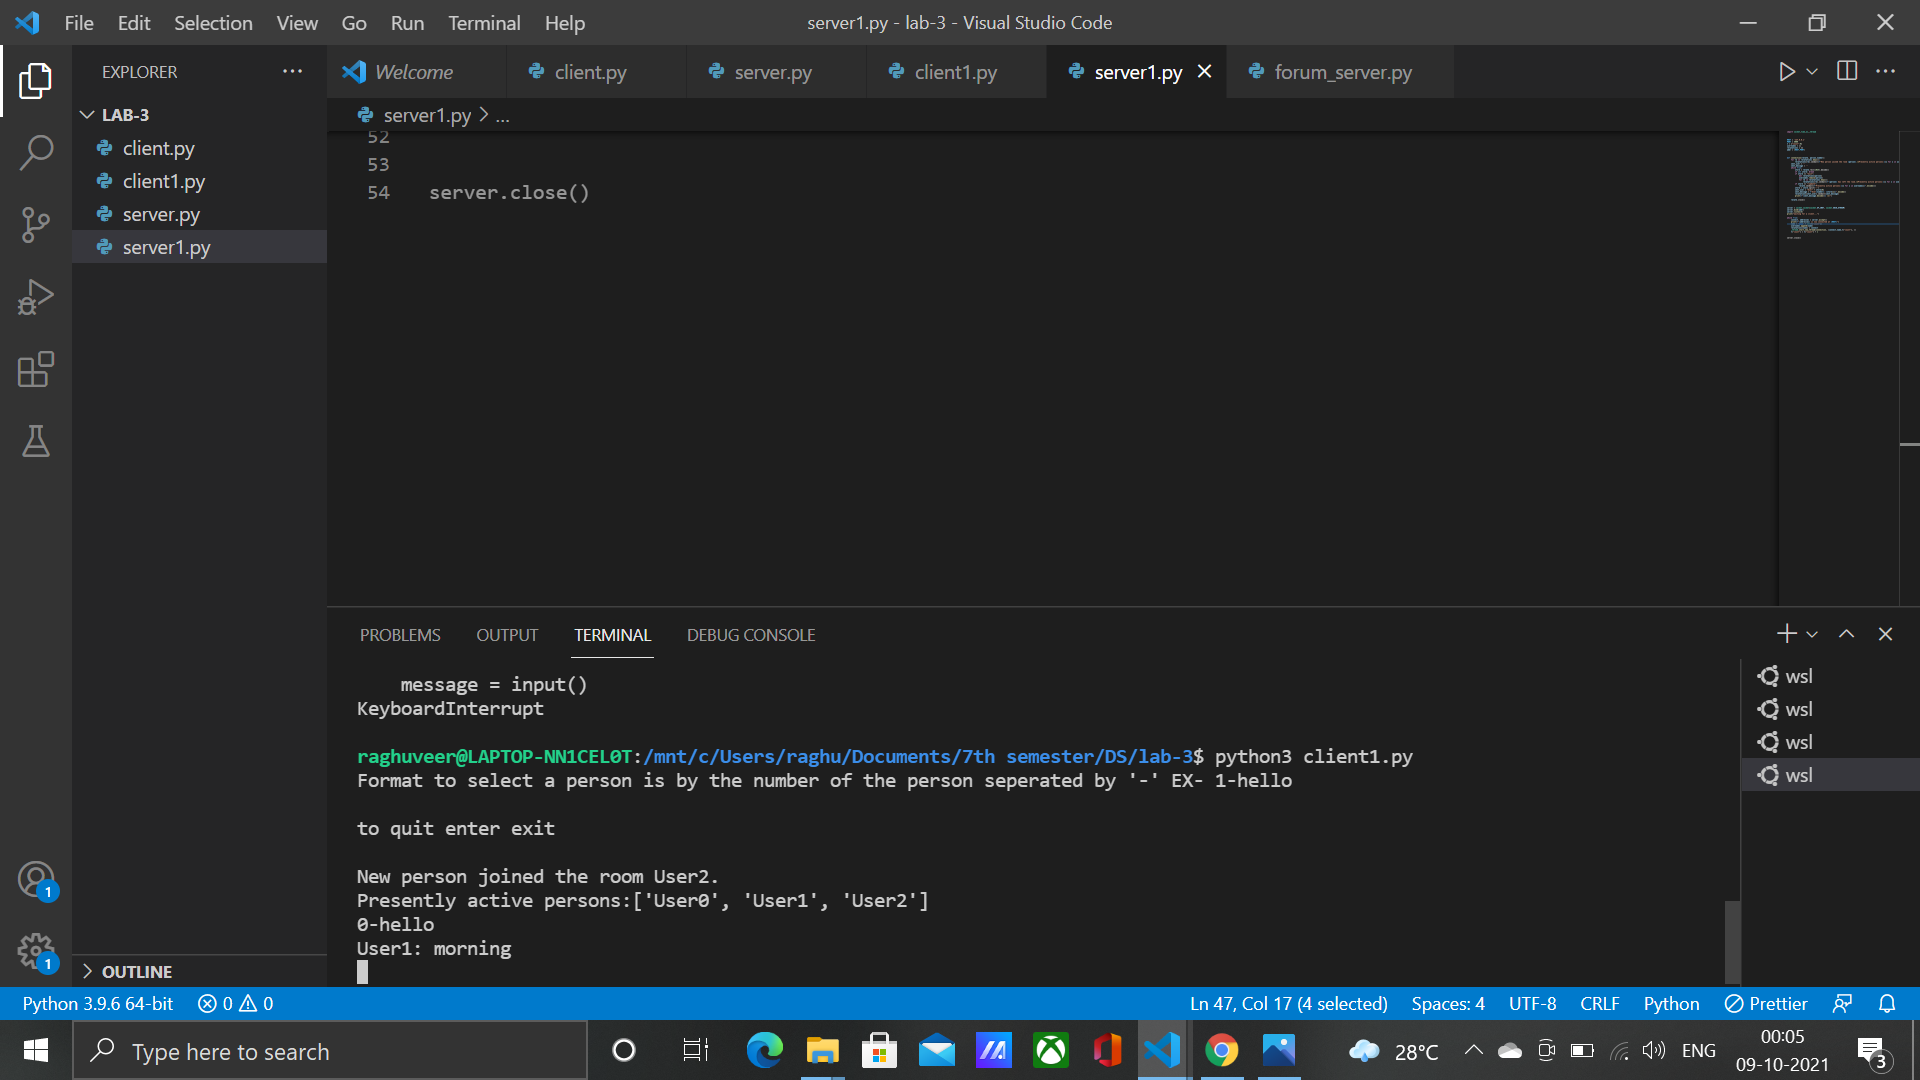 File Edit Selection View Go Run Terminal Help
server1.py - lab-3 - Visual Studio Code
EXPLORER
LAB-3
client.py
client1.py
server.py
server1.py
OUTLINE
Welcome client.py server.py client1.py server1.py forum_server.py
server1.py > ...
52
53
54 server.close()
PROBLEMS OUTPUT TERMINAL DEBUG CONSOLE
message = input()
KeyboardInterrupt
raghuveer@LAPTOP-NN1CEL0T:/mnt/c/Users/raghu/Documents/7th semester/DS/lab-3$ python3 client1.py
Format to select a person is by the number of the person seperated by '-' EX- 1-hello
to quit enter exit
New person joined the room User2.
Presently active persons:['User0', 'User1', 'User2']
0-hello
User1: morning
wsl
wsl
wsl
wsl
1
1
Python 3.9.6 64-bit 0 0
Ln 47, Col 17 (4 selected) Spaces: 4 UTF-8 CRLF Python Prettier
Type here to search
28°C ENG
00:05
09-10-2021
3